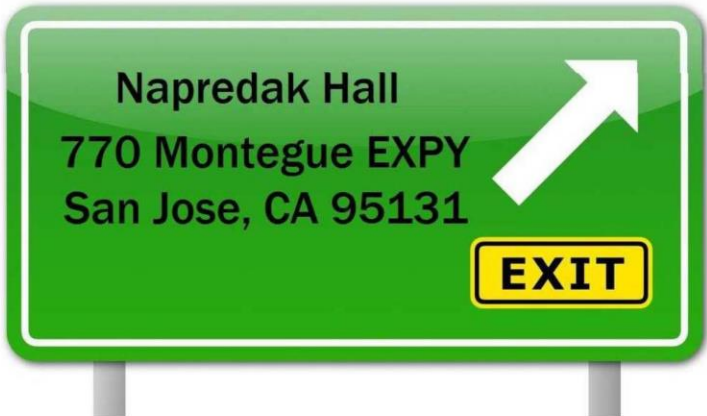 Napredak Hall
770 Montegue EXPY
San Jose, CA 95131
EXIT